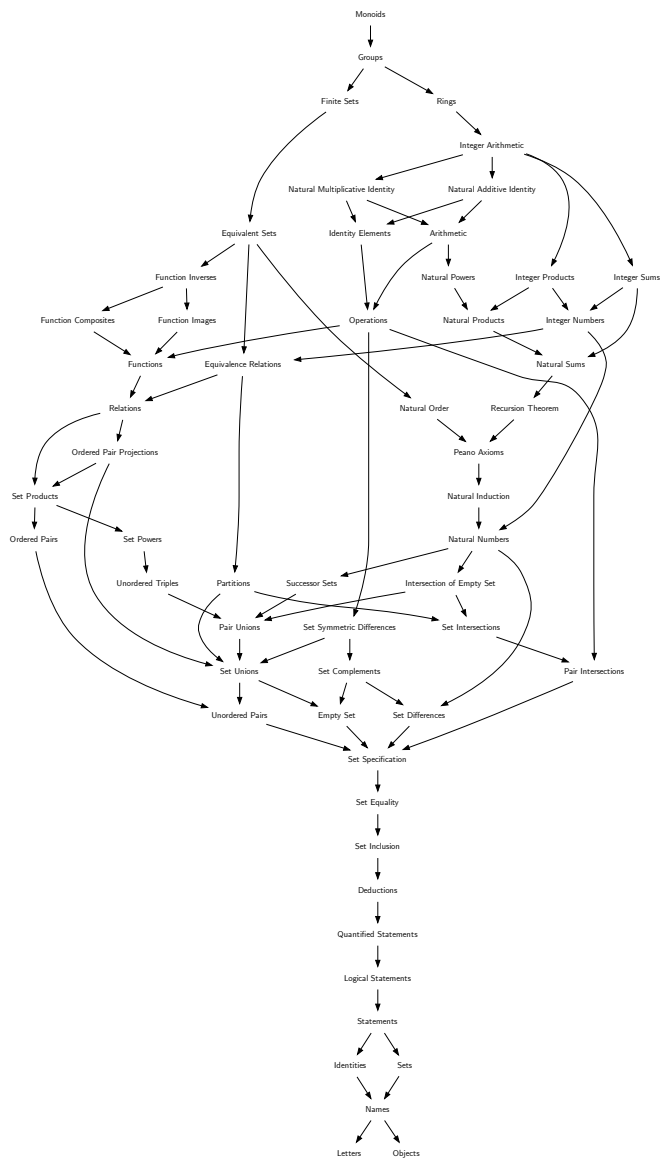 Monoids
Groups
Finite Sets
Rings
Integer Arithmetic
Natural Multiplicative Identity
Natural Additive Identity
Equivalent Sets
Identity Elements
Arithmetic
Function Inverses
Natural Powers
Integer Products
Integer Sums
Function Composites
Function Images
Operations
Natural Products
Integer Numbers
Functions
Equivalence Relations
Natural Sums
Relations
Natural Order
Recursion Theorem
Ordered Pair Projections
Peano Axioms
Set Products
Natural Induction
Ordered Pairs
Set Powers
Natural Numbers
Unordered Triples
Partitions
Successor Sets
Intersection of Empty Set
Pair Unions
Set Symmetric Differences
Set Intersections
Set Unions
Set Complements
Pair Intersections
Unordered Pairs
Empty Set
Set Differences
Set Specification
Set Equality
Set Inclusion
Deductions
Quantified Statements
Logical Statements
Statements
Identities
Sets
Names
Letters
Objects